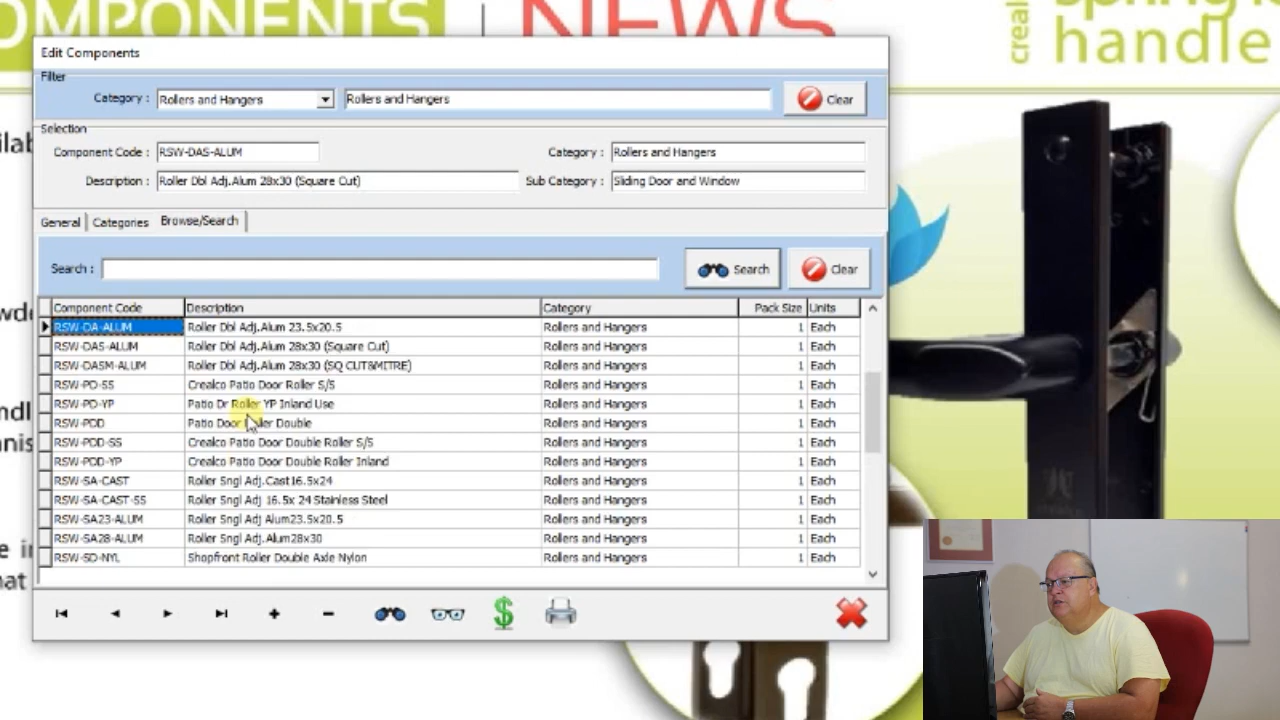 OMPONENTS | NEWS
creal
spring l
handle
Edit Components
Filter
Category : Rollers and Hangers Rollers and Hangers Clear
Selection
Component Code : RSW-DAS-ALUM Category : Rollers and Hangers
Description : Roller Dbl Adj.Alum 28x30 (Square Cut) Sub Category : Sliding Door and Window
General Categories Browse/Search
Search : Search Clear
Component Code Description Category Pack Size Units
RSW-DA-ALUM Roller Dbl Adj.Alum 23.5x20.5 Rollers and Hangers 1 Each
RSW-DAS-ALUM Roller Dbl Adj.Alum 28x30 (Square Cut) Rollers and Hangers 1 Each
RSW-DASM-ALUM Roller Dbl Adj.Alum 28x30 (SQ CUT&MITRE) Rollers and Hangers 1 Each
RSW-PD-SS Crealco Patio Door Roller S/S Rollers and Hangers 1 Each
RSW-PD-YP Patio Dr Roller YP Inland Use Rollers and Hangers 1 Each
RSW-PDD Patio Door Roller Double Rollers and Hangers 1 Each
RSW-PDD-SS Crealco Patio Door Double Roller S/S Rollers and Hangers 1 Each
RSW-PDD-YP Crealco Patio Door Double Roller Inland Rollers and Hangers 1 Each
RSW-SA-CAST Roller Sngl Adj.Cast16.5x24 Rollers and Hangers 1 Each
RSW-SA-CAST-SS Roller Sngl Adj 16.5x 24 Stainless Steel Rollers and Hangers 1 Each
RSW-SA23-ALUM Roller Sngl Adj Alum23.5x20.5 Rollers and Hangers 1 Each
RSW-SA28-ALUM Roller Sngl Adj.Alum28x30 Rollers and Hangers 1 Each
RSW-SD-NYL Shopfront Roller Double Axle Nylon Rollers and Hangers 1 Each